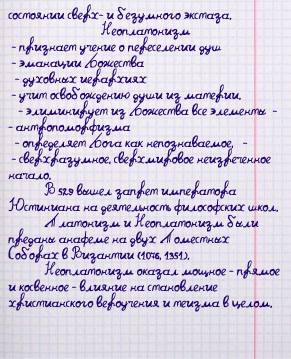 состоянии сверх- и безумного экстаза.
Неоплатонизм
- признает учение о переселении душ
- эманации Божества
- духовных иерархиях
- учит освобождению души из материи.
- элиминирует из Божества все элементы -
- антропоморфизма
- определяет Бога как непознаваемое, -
- сверхразумное, сверхмировое неизреченное
начало.
В 529 вышел запрет императора
Юстиниана на деятельность философских школ.
Платонизм и Неоплатонизм были
преданы анафеме на двух Поместных
Соборах в Византии (1076, 1351).
Неоплатонизм оказал мощное - прямое
и косвенное - влияние на становление
христианского вероучения и теизма в целом.